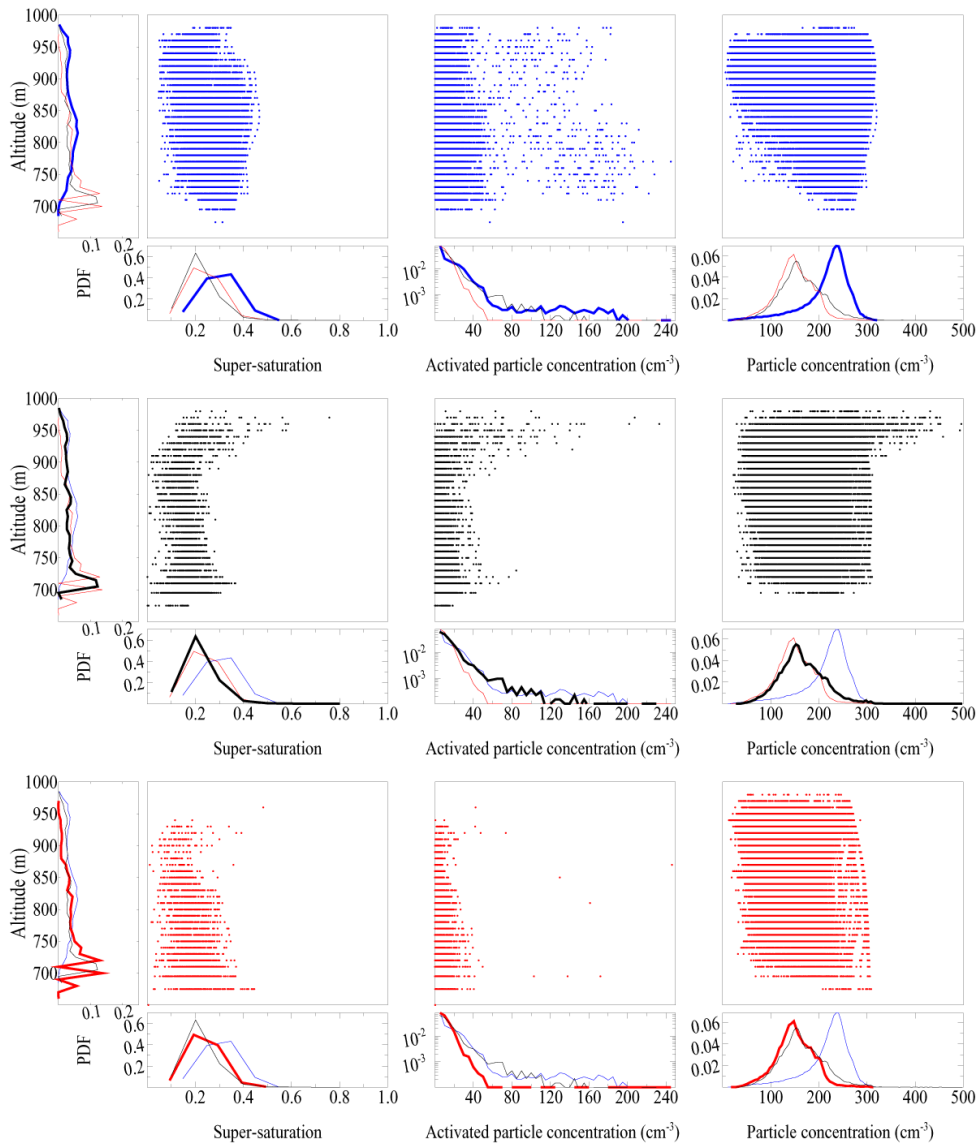 1000
950
900
850
800
750
700
Altitude (m)
0.1 0.2
PDF
0.6
0.4
0.2
0.2 0.4 0.6 0.8 1.0
Super-saturation
10-2
10-3
40 80 120 160 200 240
Activated particle concentration (cm-3)
0.06
0.04
0.02
100 200 300 400 500
Particle concentration (cm-3)
1000
950
900
850
800
750
700
Altitude (m)
0.1 0.2
PDF
0.6
0.4
0.2
0.2 0.4 0.6 0.8 1.0
Super-saturation
10-2
10-3
40 80 120 160 200 240
Activated particle concentration (cm-3)
0.06
0.04
0.02
100 200 300 400 500
Particle concentration (cm-3)
1000
950
900
850
800
750
700
Altitude (m)
0.1 0.2
PDF
0.6
0.4
0.2
0.2 0.4 0.6 0.8 1.0
Super-saturation
10-2
10-3
40 80 120 160 200 240
Activated particle concentration (cm-3)
0.06
0.04
0.02
100 200 300 400 500
Particle concentration (cm-3)